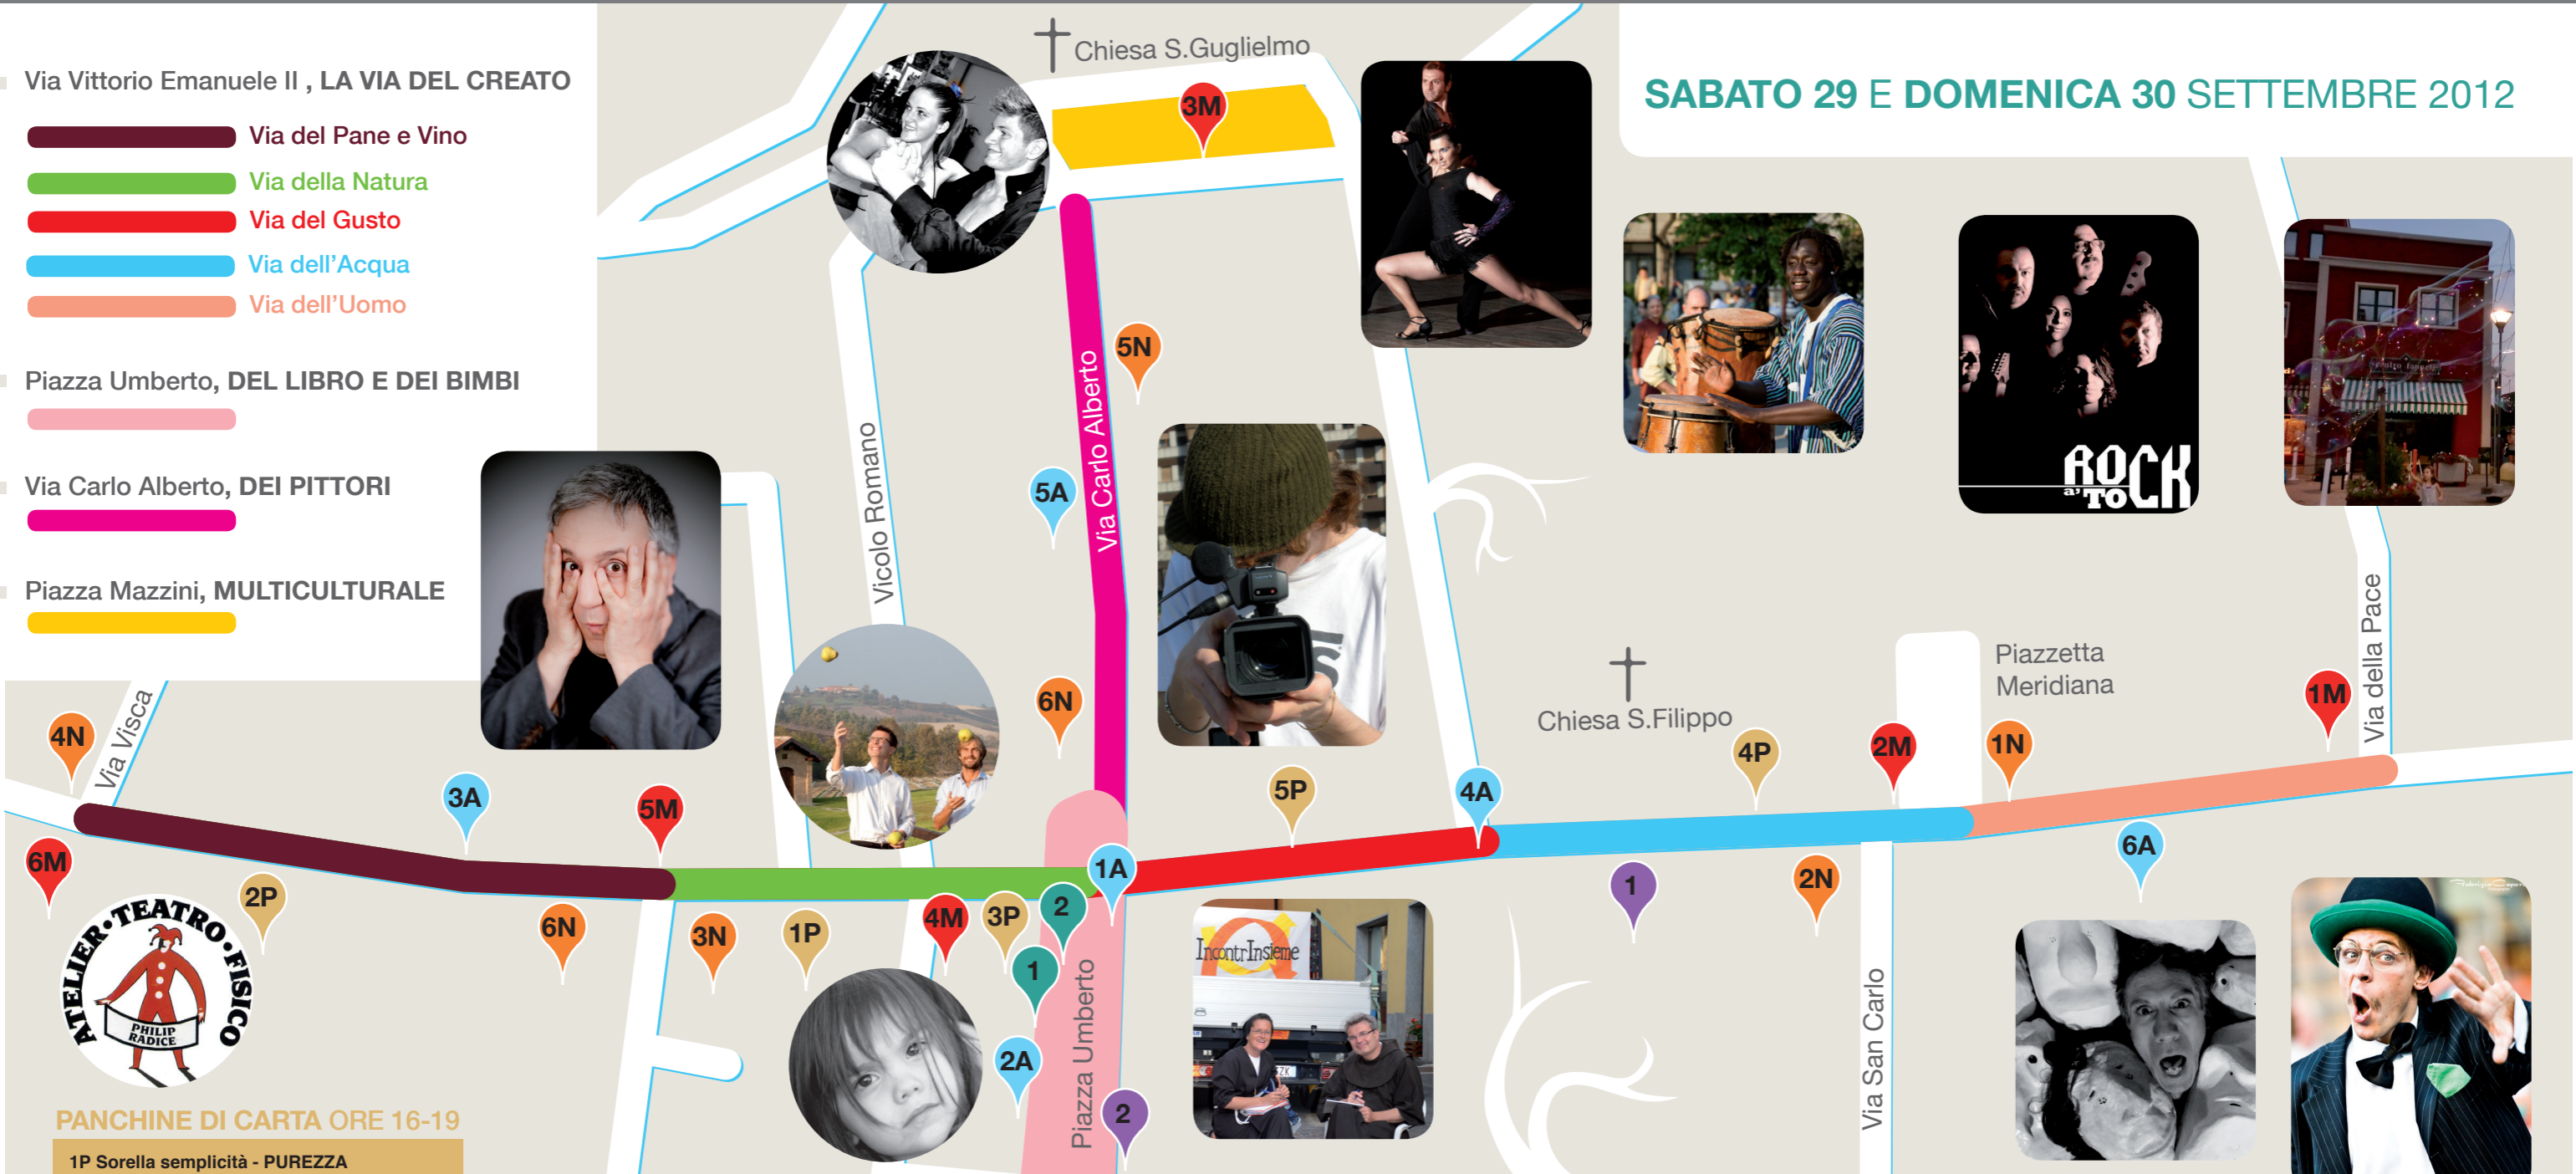 Via Vittorio Emanuele II , LA VIA DEL CREATO
Via del Pane e Vino
Via della Natura
Via del Gusto
Via dell'Acqua
Via dell'Uomo
Piazza Umberto, DEL LIBRO E DEI BIMBI
Via Carlo Alberto, DEI PITTORI
Piazza Mazzini, MULTICULTURALE
SABATO 29 E DOMENICA 30 SETTEMBRE 2012
Chiesa S.Guglielmo
3M
5N
Via Carlo Alberto
5A
Vicolo Romano
6N
ROCK
a' TO
Chiesa S.Filippo
Piazzetta
Meridiana
Via della Pace
1M
4N
Via Visca
3A
5M
5P
4A
4P
2M
1N
6M
2P
6N
3N
1P
4M
3P
2
1A
1
2N
6A
1
2A
Piazza Umberto
2
Via San Carlo
IncontrInsieme
ATELIER•TEATRO•FISICO
PHILIP
RADICE
PANCHINE DI CARTA ORE 16-19
1P Sorella semplicità - PUREZZA